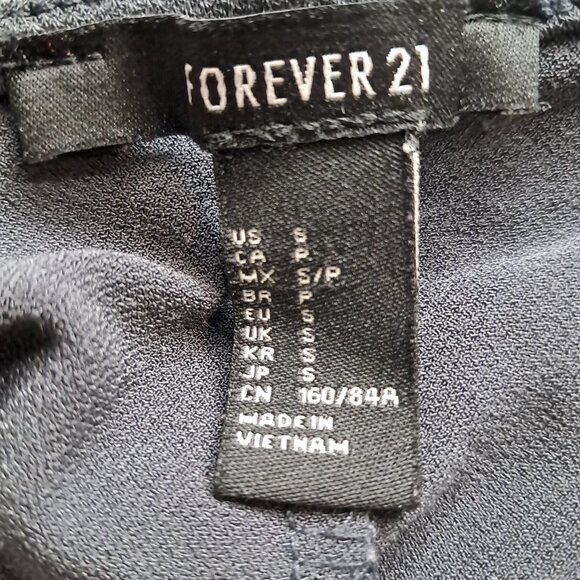 FOREVER 21
US S
CA P
MX S/P
BR P
EU S
UK S
KR S
JP S
CN 160/84A
MADE IN
VIETNAM